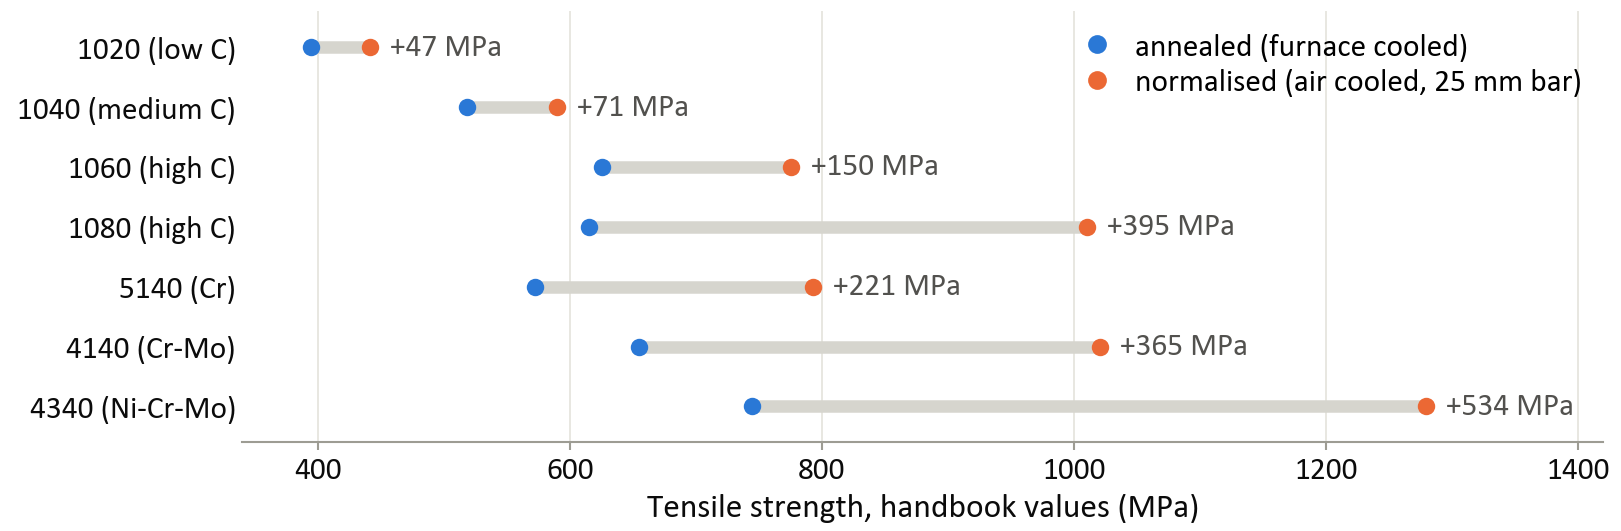 1020 (low C)
+47 MPa
annealed (furnace cooled)
normalised (air cooled, 25 mm bar)
1040 (medium C)
+71 MPa
1060 (high C)
+150 MPa
1080 (high C)
+395 MPa
5140 (Cr)
+221 MPa
4140 (Cr-Mo)
+365 MPa
4340 (Ni-Cr-Mo)
+534 MPa
400 600 800 1000 1200 1400
Tensile strength, handbook values (MPa)